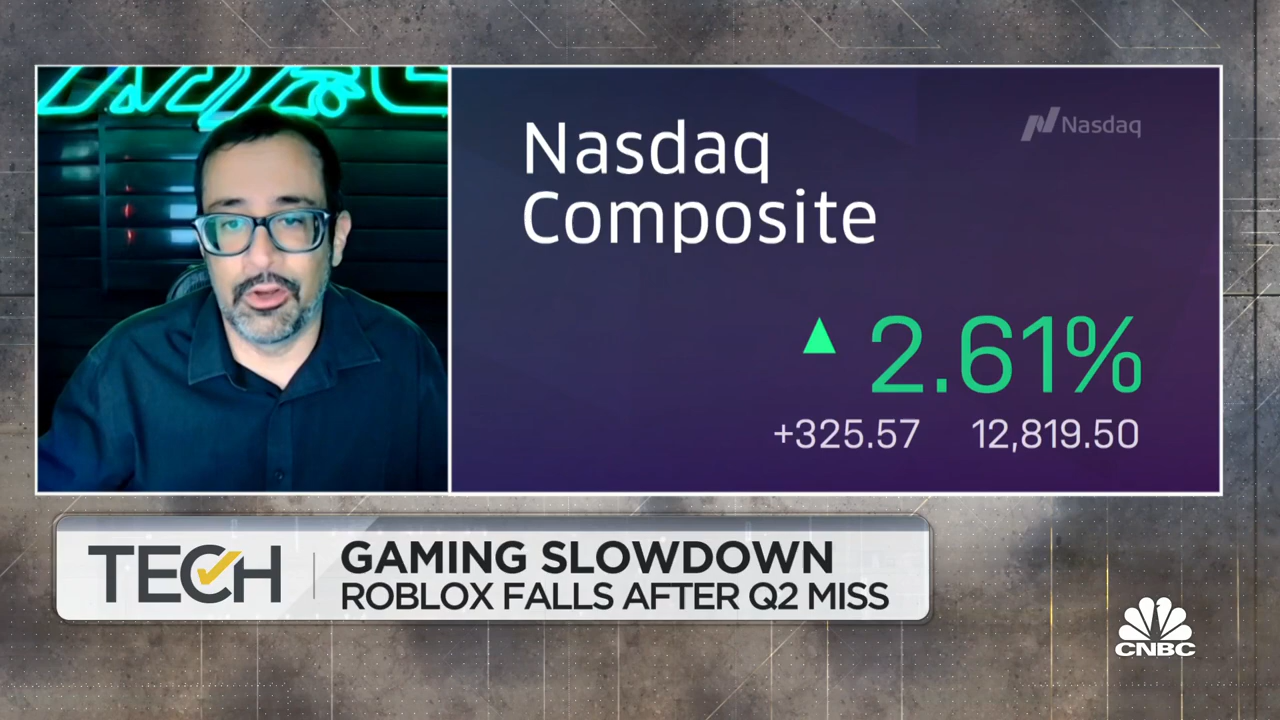 Nasdaq
Nasdaq
Composite
▲ 2.61%
+325.57 12,819.50
TECH
GAMING SLOWDOWN
ROBLOX FALLS AFTER Q2 MISS
CNBC